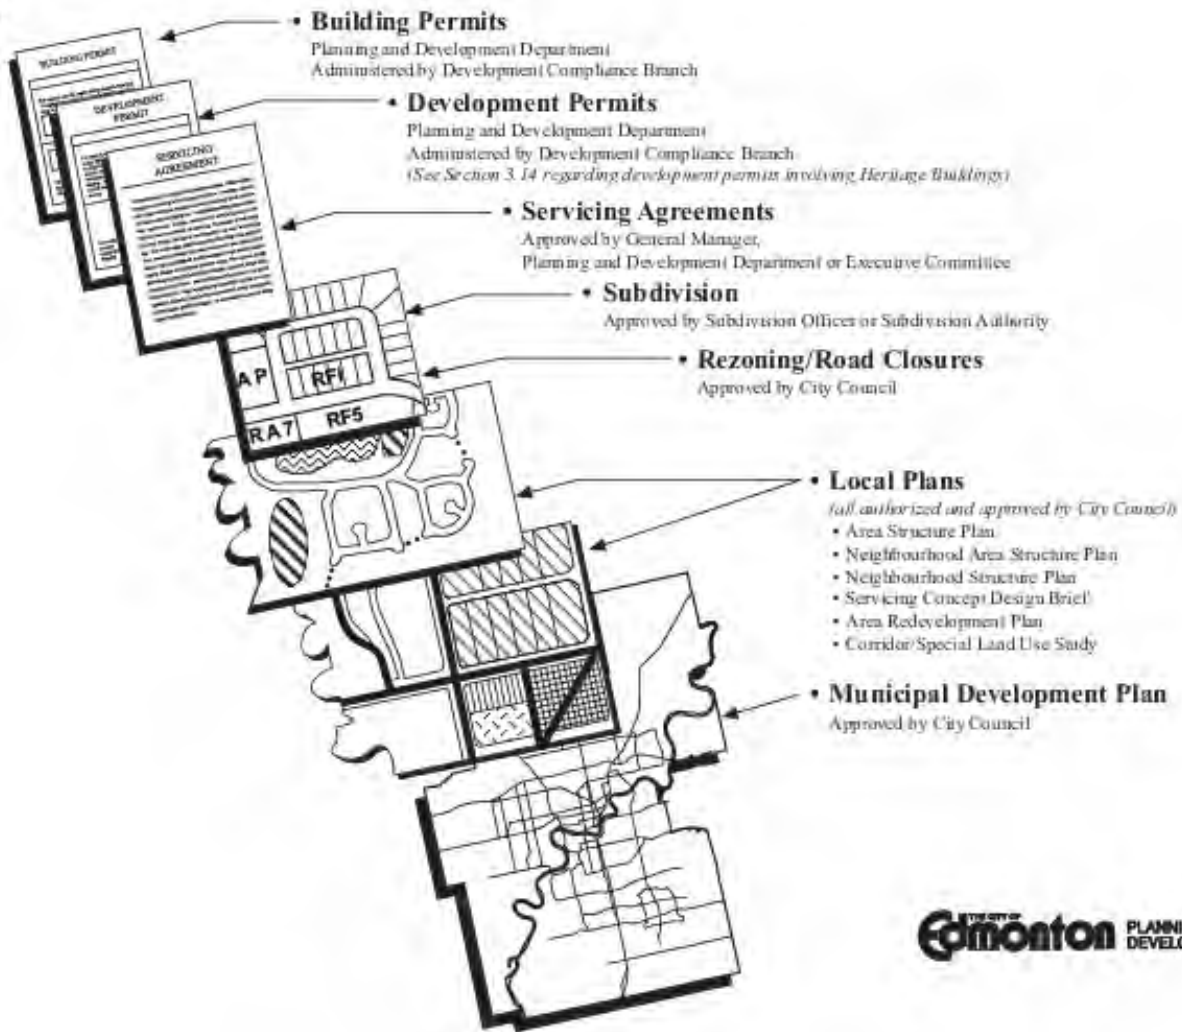 • Building Permits
Planning and Development Department
Administered by Development Compliance Branch
BUILDING PERMIT
• Development Permits
Planning and Development Department
Administered by Development Compliance Branch
(See Section 3.14 regarding development permits involving Heritage Buildings)
DEVELOPMENT
PERMIT
SERVICING
AGREEMENT
• Servicing Agreements
Approved by General Manager,
Planning and Development Department or Executive Committee
• Subdivision
Approved by Subdivision Officer or Subdivision Authority
• Rezoning/Road Closures
Approved by City Council
AP
RF1
RA7
RF5
• Local Plans
(all authorized and approved by City Council)
• Area Structure Plan
• Neighbourhood Area Structure Plan
• Neighbourhood Structure Plan
• Servicing Concept Design Brief
• Area Redevelopment Plan
• Corridor/Special Land Use Study
• Municipal Development Plan
Approved by City Council
THE CITY OF
Edmonton